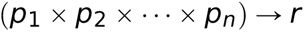 (p₁ × p₂ × ⋯ × pₙ) → r